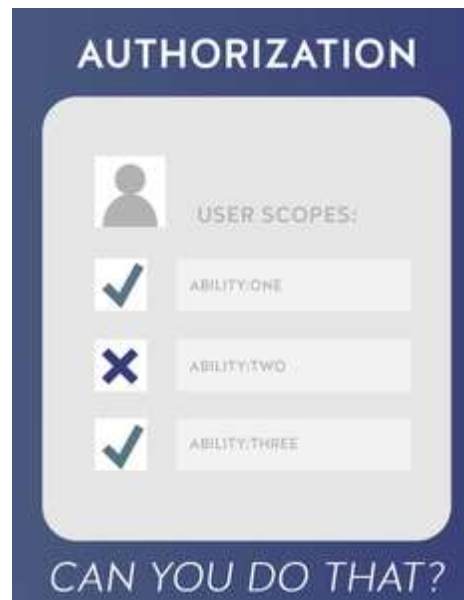 AUTHORIZATION
USER SCOPES:
ABILITY:ONE
ABILITY:TWO
ABILITY:THREE
CAN YOU DO THAT?